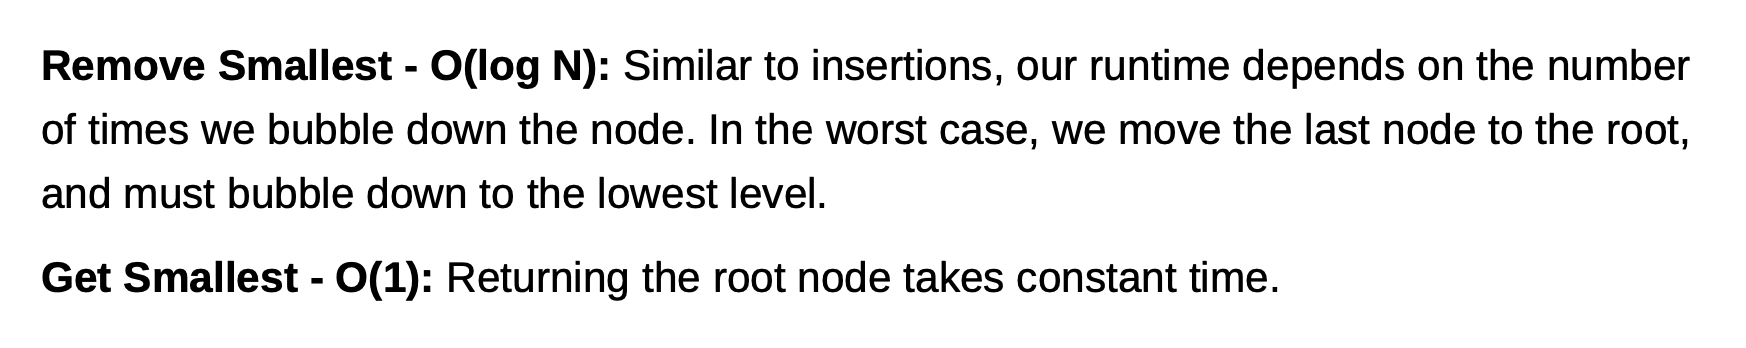 Remove Smallest - O(log N): Similar to insertions, our runtime depends on the number
of times we bubble down the node. In the worst case, we move the last node to the root,
and must bubble down to the lowest level.
Get Smallest - O(1): Returning the root node takes constant time.